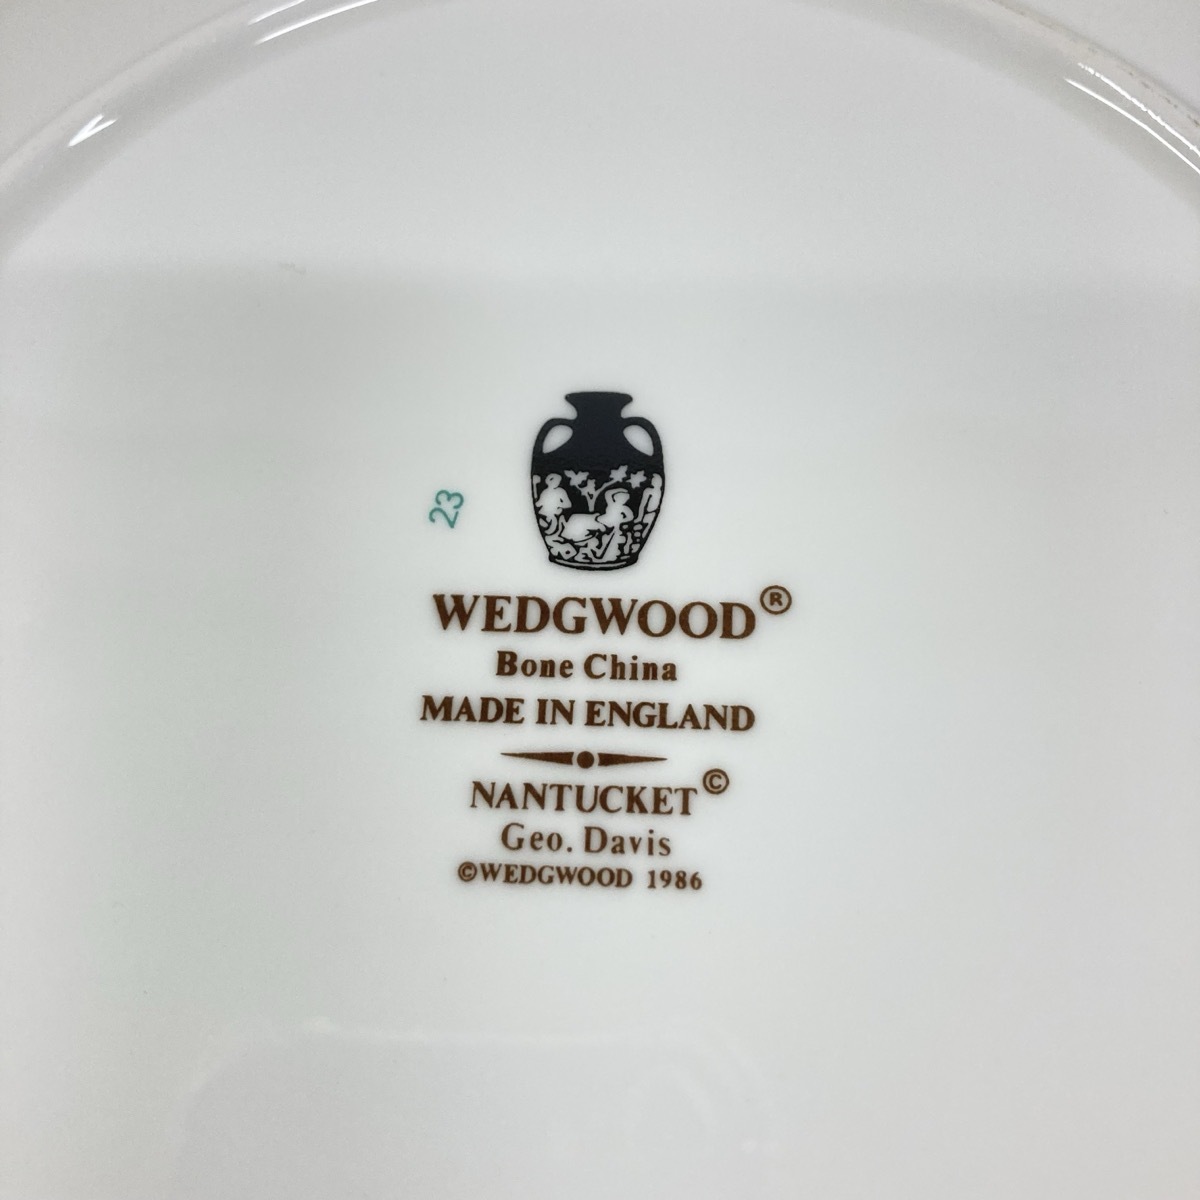 23
WEDGWOOD®
Bone China
MADE IN ENGLAND
NANTUCKET©
Geo. Davis
©WEDGWOOD 1986